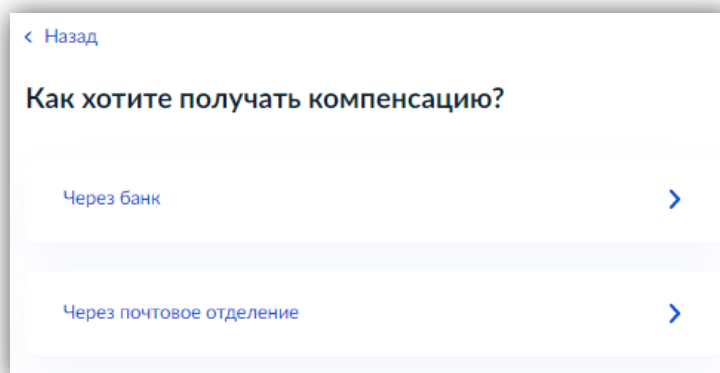 Назад
Как хотите получать компенсацию?
Через банк
Через почтовое отделение